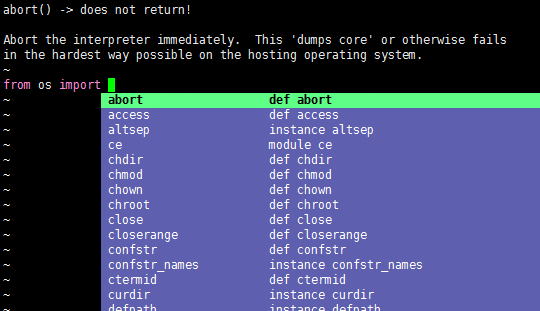 abort() -> does not return!

Abort the interpreter immediately.  This 'dumps core' or otherwise fails
in the hardest way possible on the hosting operating system.
~
from os import
~ abort def abort
~ access def access
~ altsep instance altsep
~ ce module ce
~ chdir def chdir
~ chmod def chmod
~ chown def chown
~ chroot def chroot
~ close def close
~ closerange def closerange
~ confstr def confstr
~ confstr_names instance confstr_names
~ ctermid def ctermid
~ curdir instance curdir
~ defpath instance defpath